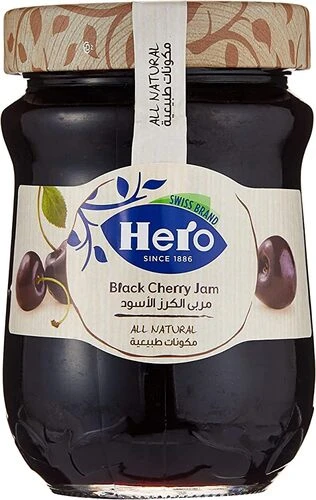 ALL NATURAL
مكونات طبيعية
SWISS BRAND
Hero
SINCE 1886
Black Cherry Jam
مربى الكرز الأسود
ALL NATURAL
مكونات طبيعية